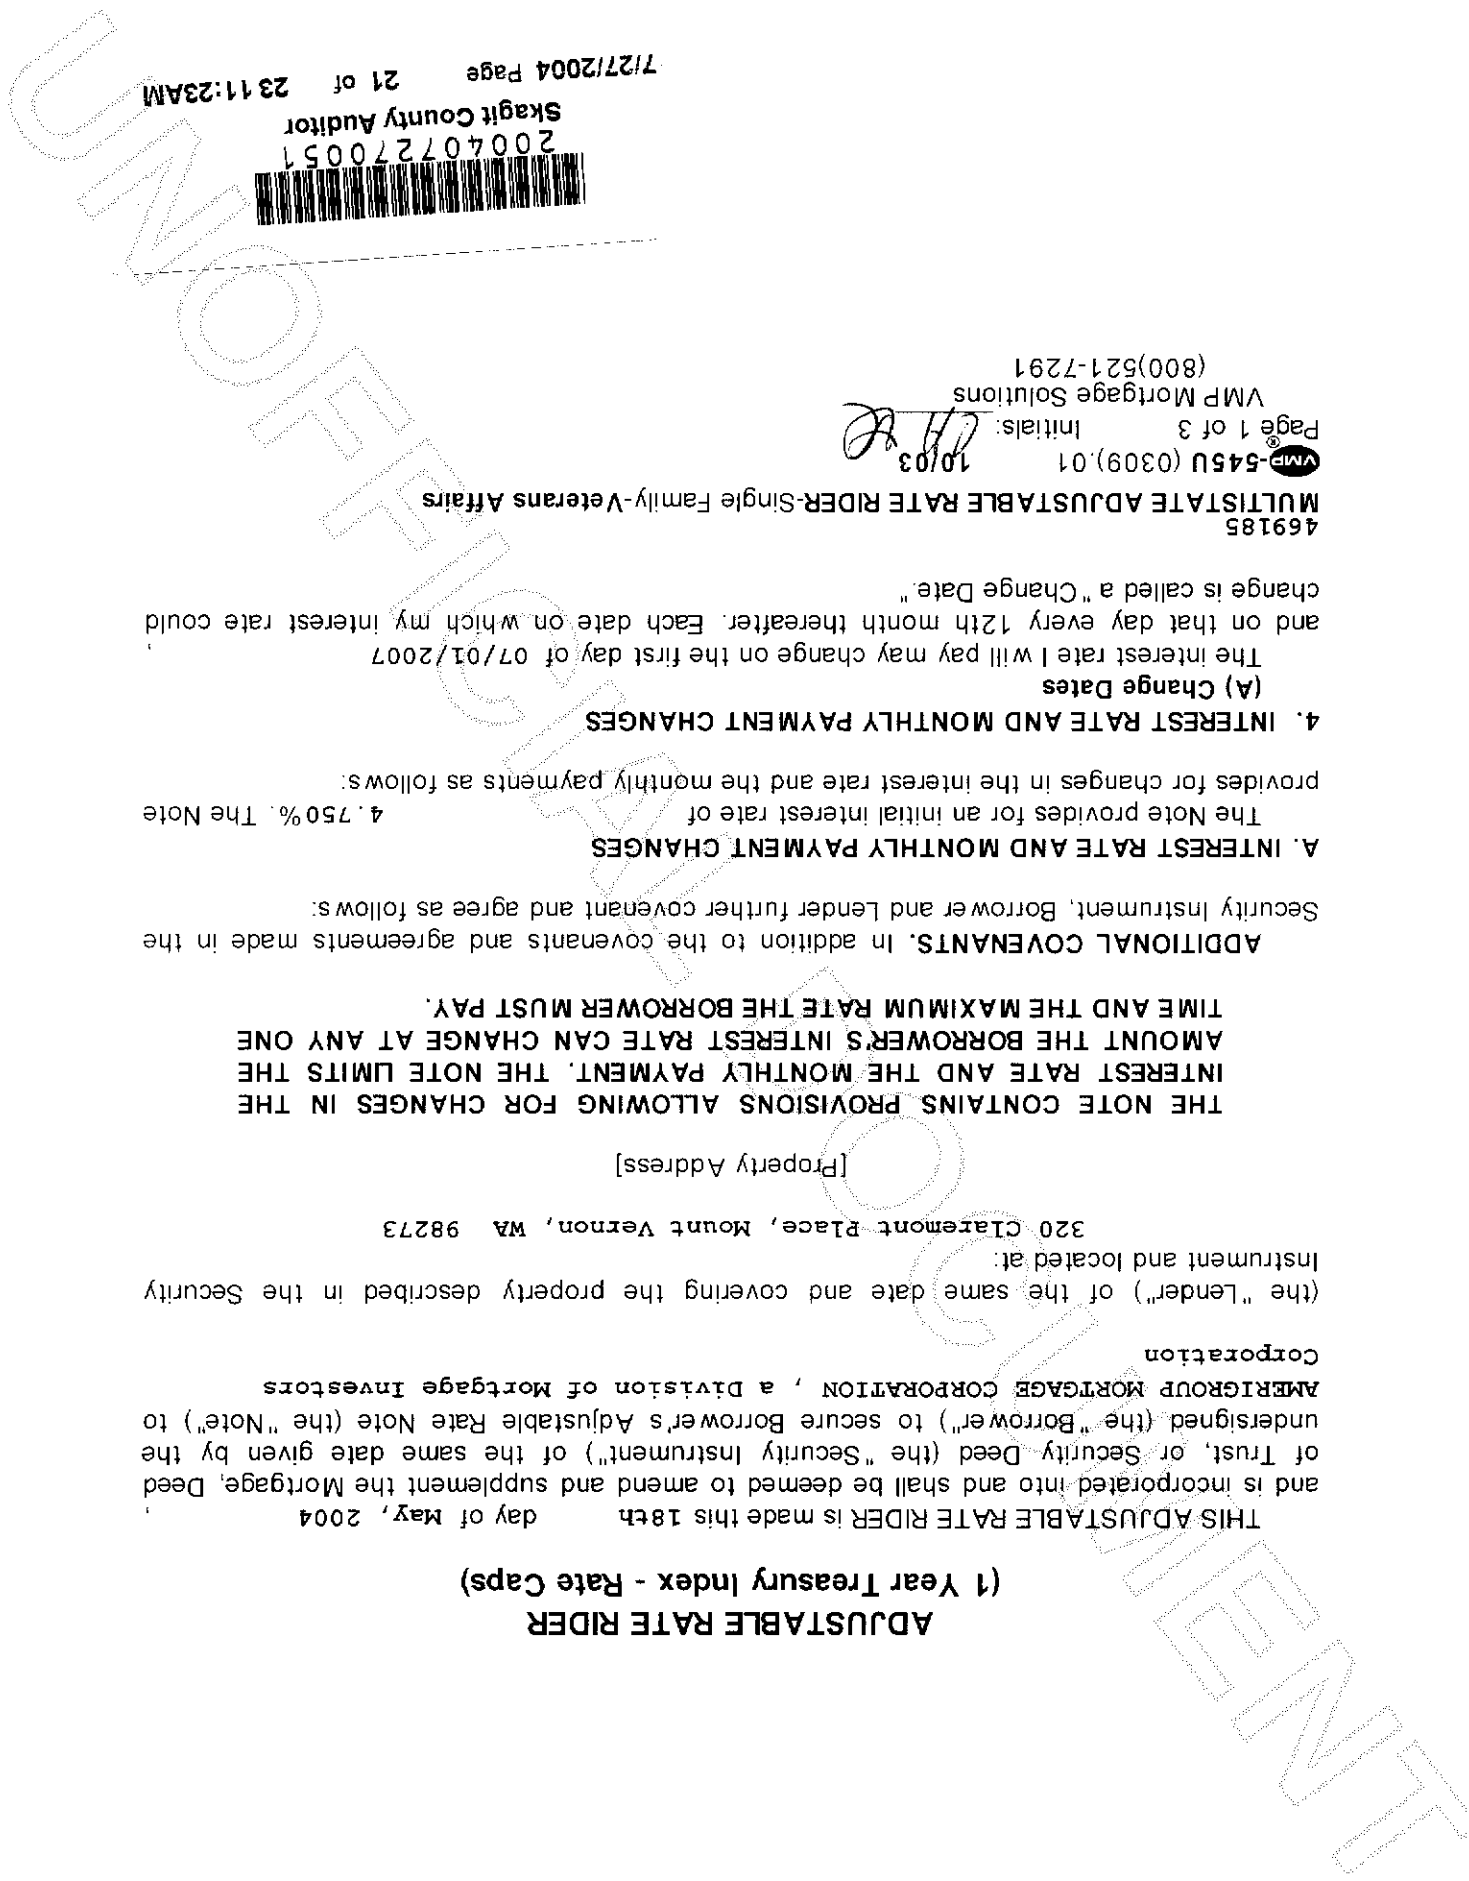 ADJUSTABLE RATE RIDER
(1 Year Treasury Index - Rate Caps)
THIS ADJUSTABLE RATE RIDER is made this 18th day of May, 2004 ,
and is incorporated into and shall be deemed to amend and supplement the Mortgage, Deed
of Trust, or Security Deed (the "Security Instrument") of the same date given by the
undersigned (the "Borrower") to secure Borrower's Adjustable Rate Note (the "Note") to
AMERIGROUP MORTGAGE CORPORATION , a Division of Mortgage Investors
Corporation
(the "Lender") of the same date and covering the property described in the Security
Instrument and located at:
320 Claremont Place, Mount Vernon, WA 98273
[Property Address]
THE NOTE CONTAINS PROVISIONS ALLOWING FOR CHANGES IN THE
INTEREST RATE AND THE MONTHLY PAYMENT. THE NOTE LIMITS THE
AMOUNT THE BORROWER'S INTEREST RATE CAN CHANGE AT ANY ONE
TIME AND THE MAXIMUM RATE THE BORROWER MUST PAY.
ADDITIONAL COVENANTS. In addition to the covenants and agreements made in the
Security Instrument, Borrower and Lender further covenant and agree as follows:
A. INTEREST RATE AND MONTHLY PAYMENT CHANGES
The Note provides for an initial interest rate of 4.750%. The Note
provides for changes in the interest rate and the monthly payments as follows:
4. INTEREST RATE AND MONTHLY PAYMENT CHANGES
(A) Change Dates
The interest rate I will pay may change on the first day of 07/01/2007 ,
and on that day every 12th month thereafter. Each date on which my interest rate could
change is called a "Change Date."
469185
MULTISTATE ADJUSTABLE RATE RIDER-Single Family-Veterans Affairs
VMP®-545U (0309).01 10/03
Page 1 of 3 Initials:
VMP Mortgage Solutions
(800)521-7291
200407270051
Skagit County Auditor
7/27/2004 Page 21 of 23 11:23AM
UNOFFICIAL DOCUMENT